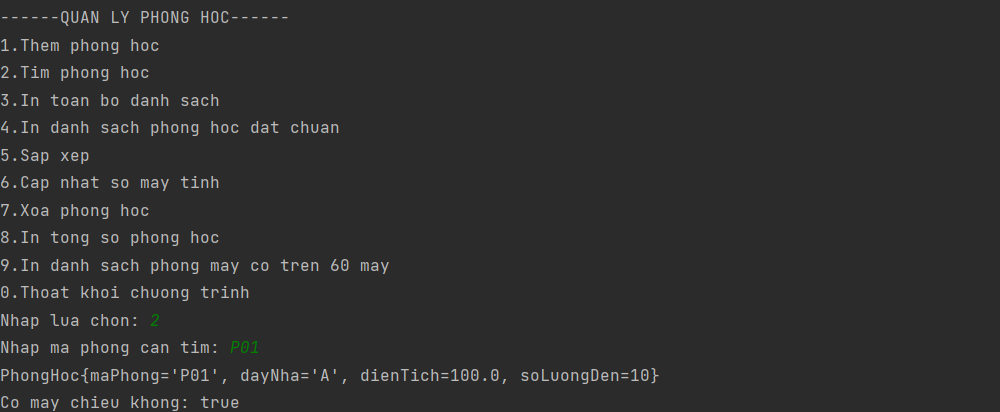 ------QUAN LY PHONG HOC------
1.Them phong hoc
2.Tim phong hoc
3.In toan bo danh sach
4.In danh sach phong hoc dat chuan
5.Sap xep
6.Cap nhat so may tinh
7.Xoa phong hoc
8.In tong so phong hoc
9.In danh sach phong may co tren 60 may
0.Thoat khoi chuong trinh
Nhap lua chon: 2
Nhap ma phong can tim: P01
PhongHoc{maPhong='P01', dayNha='A', dienTich=100.0, soLuongDen=10}
Co may chieu khong: true